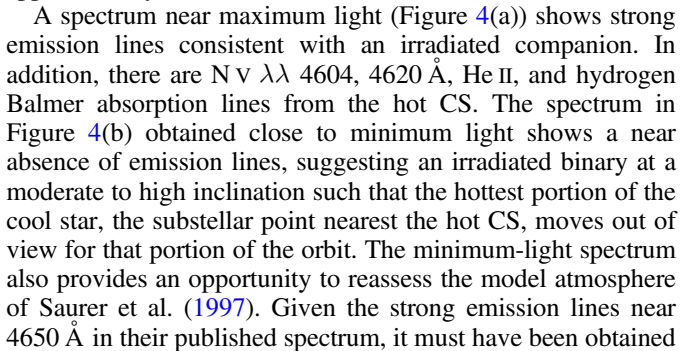 A spectrum near maximum light (Figure 4(a)) shows strong
emission lines consistent with an irradiated companion. In
addition, there are N V λλ 4604, 4620 Å, He II, and hydrogen
Balmer absorption lines from the hot CS. The spectrum in
Figure 4(b) obtained close to minimum light shows a near
absence of emission lines, suggesting an irradiated binary at a
moderate to high inclination such that the hottest portion of the
cool star, the substellar point nearest the hot CS, moves out of
view for that portion of the orbit. The minimum-light spectrum
also provides an opportunity to reassess the model atmosphere
of Saurer et al. (1997). Given the strong emission lines near
4650 Å in their published spectrum, it must have been obtained